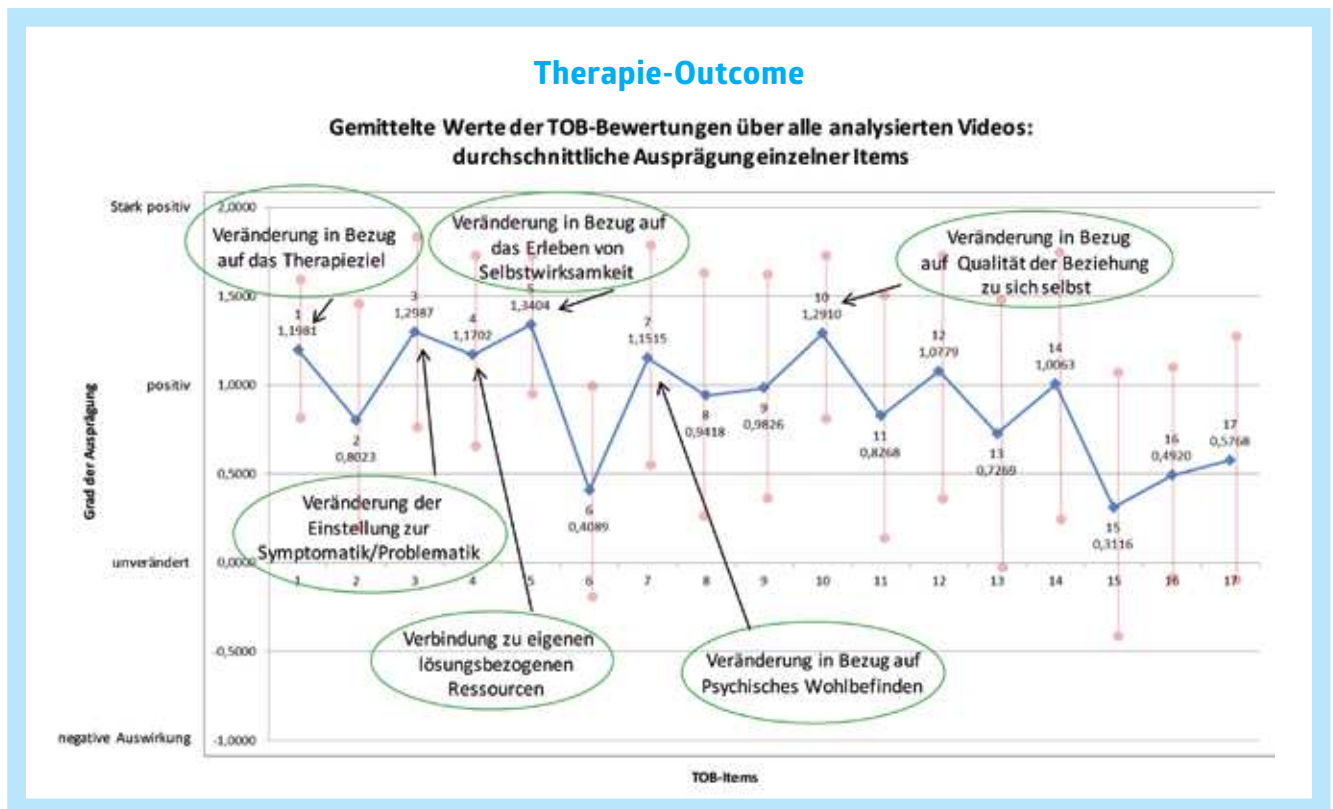 Therapie-Outcome
Gemittelte Werte der TOB-Bewertungen über alle analysierten Videos:
durchschnittliche Ausprägungeinzelner Items
Stark positiv
positiv
unverändert
negative Auswirkung
Grad der Ausprägung
2,0000
1,5000
1,0000
0,5000
0,0000
-0,5000
-1,0000
Veränderung in Bezug
auf das Therapieziel
Veränderung in Bezug auf
das Erleben von
Selbstwirksamkeit
Veränderung in Bezug
auf Qualität der Beziehung
zu sich selbst
1
1,1981
2
0,8023
3
1,2987
4
1,1702
5
1,3404
6
0,4089
7
1,1515
8
0,9418
9
0,9826
10
1,2910
11
0,8268
12
1,0779
13
0,7269
14
1,0063
15
0,3116
16
0,4920
17
0,5768
Veränderung der
Einstellung zur
Symptomatik/Problematik
1 2 3 4 5 6 7 8 9 10 11 12 13 14 15 16 17
Verbindung zu eigenen
lösungsbezogenen
Ressourcen
Veränderung in Bezug auf
Psychisches Wohlbefinden
TOB-Items